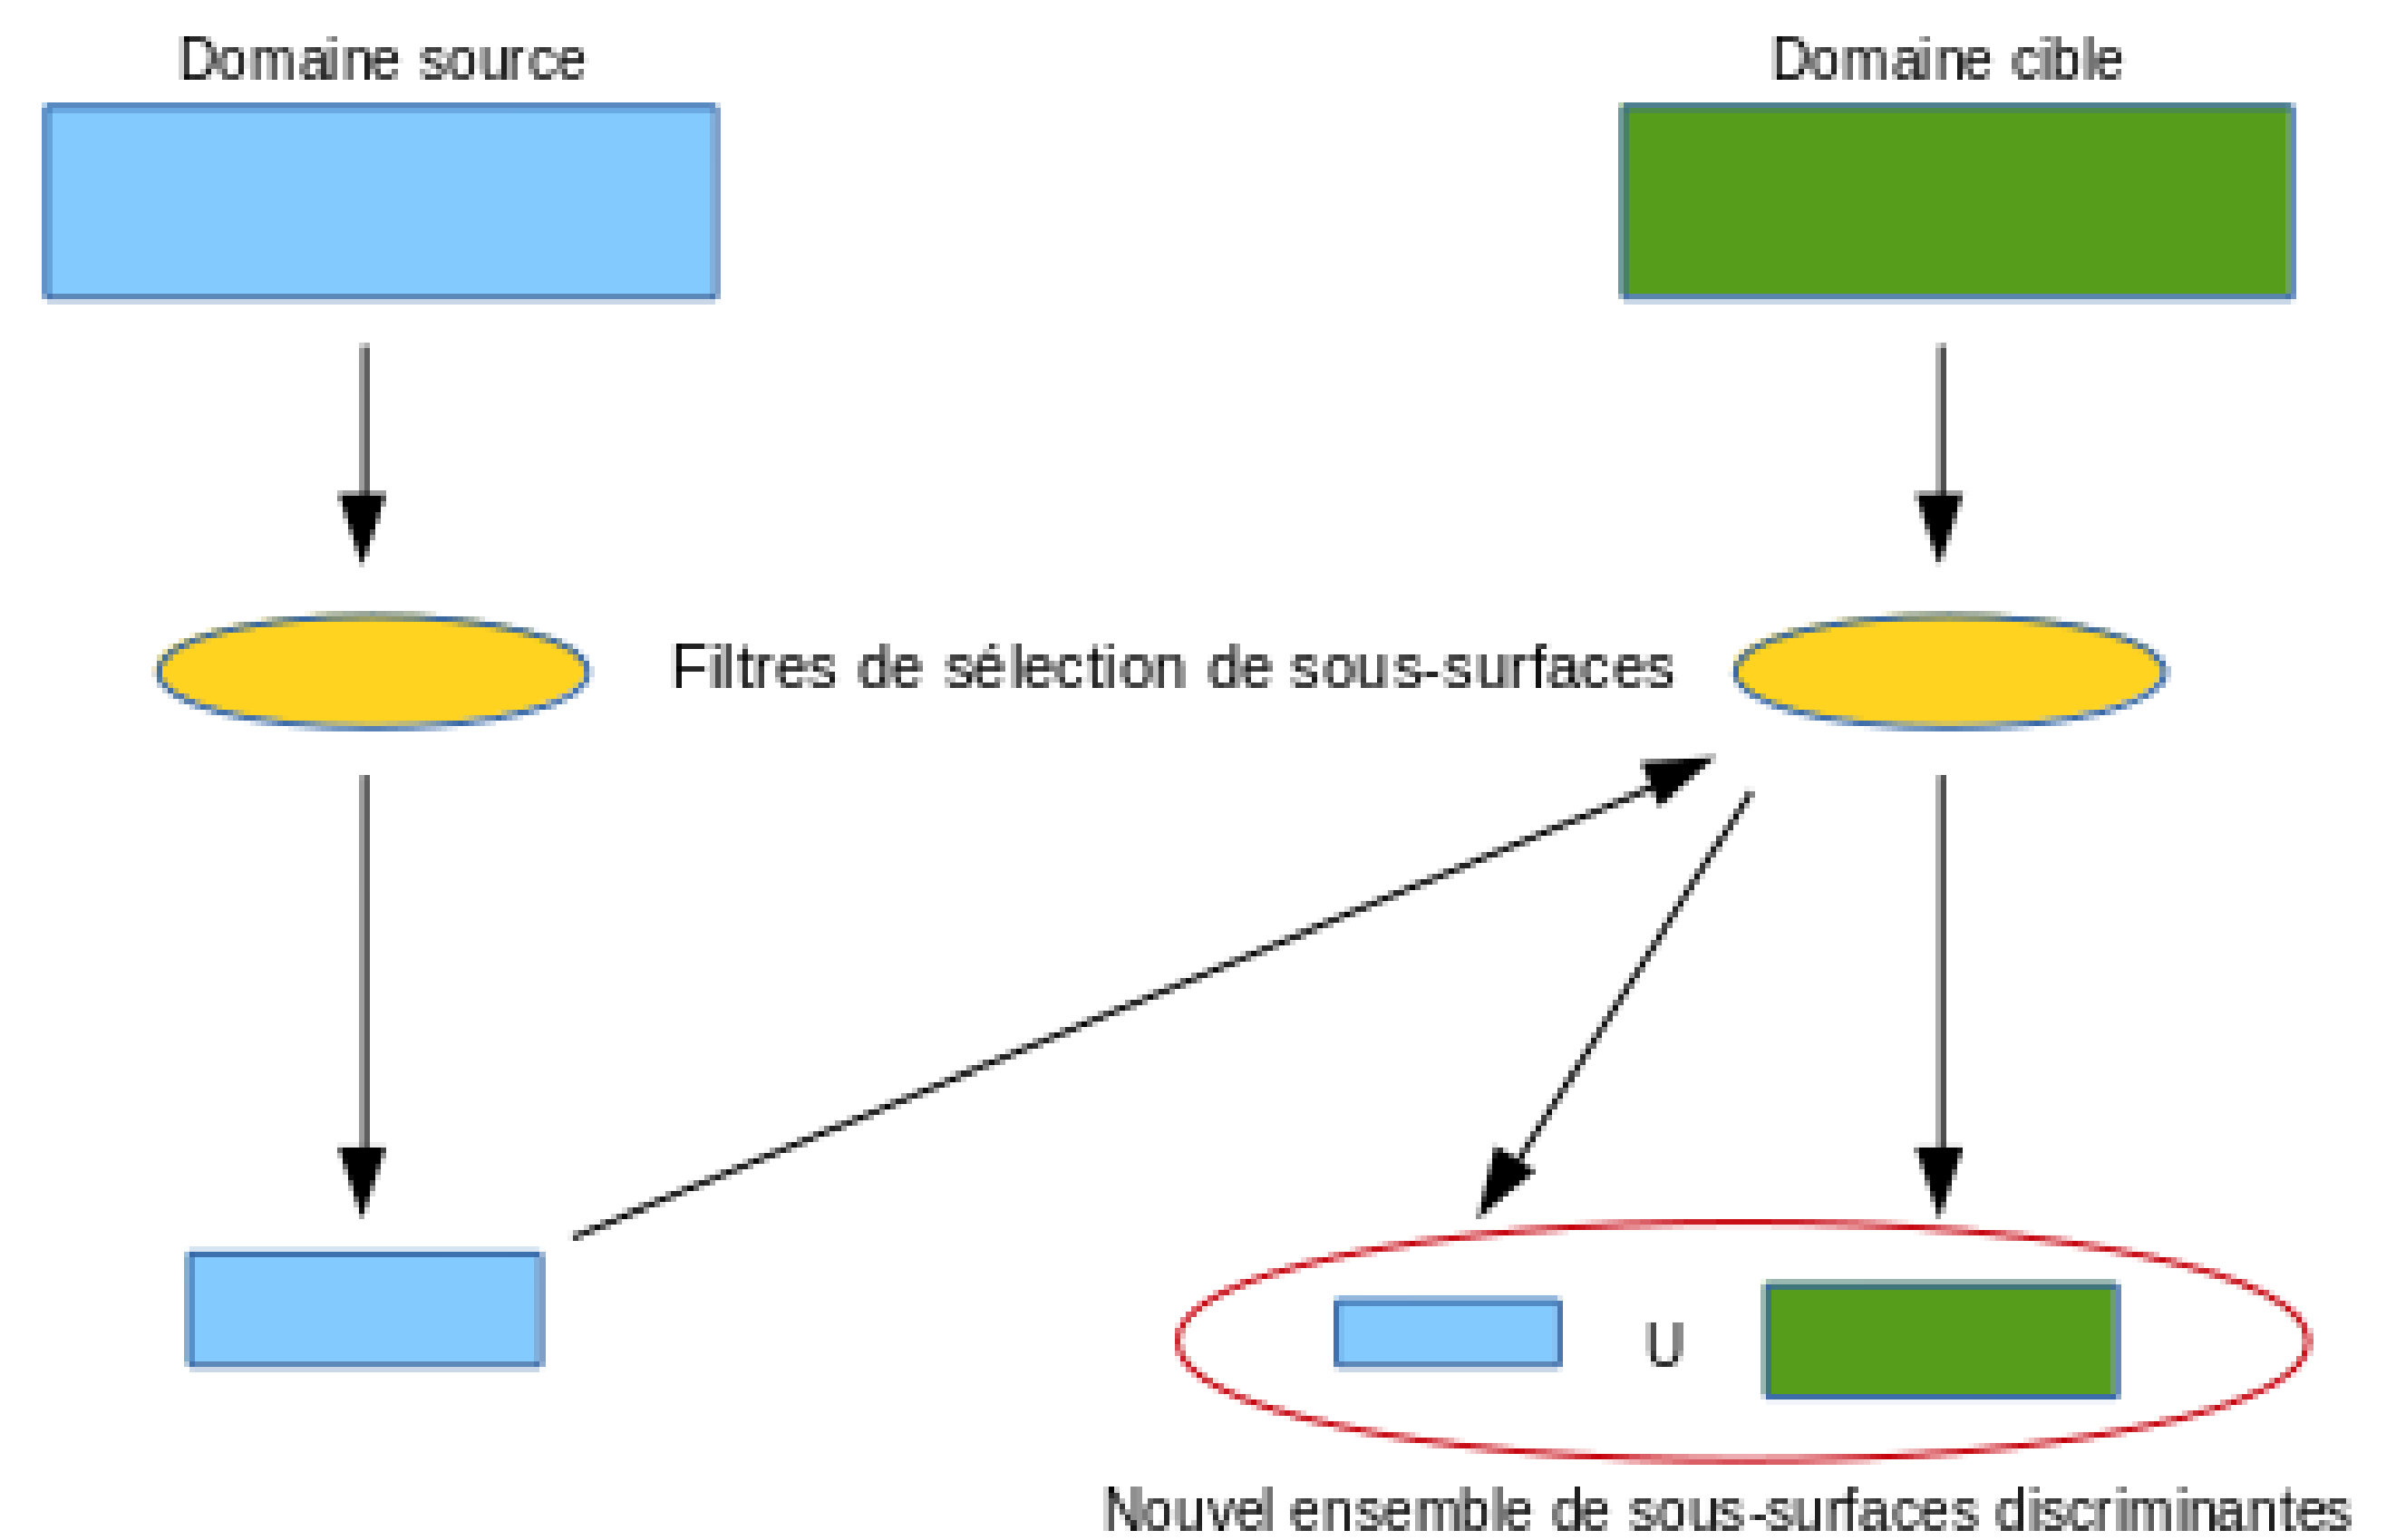 Domaine source
Domaine cible
Filtres de sélection de sous-surfaces
U
Nouvel ensemble de sous-surfaces discriminantes